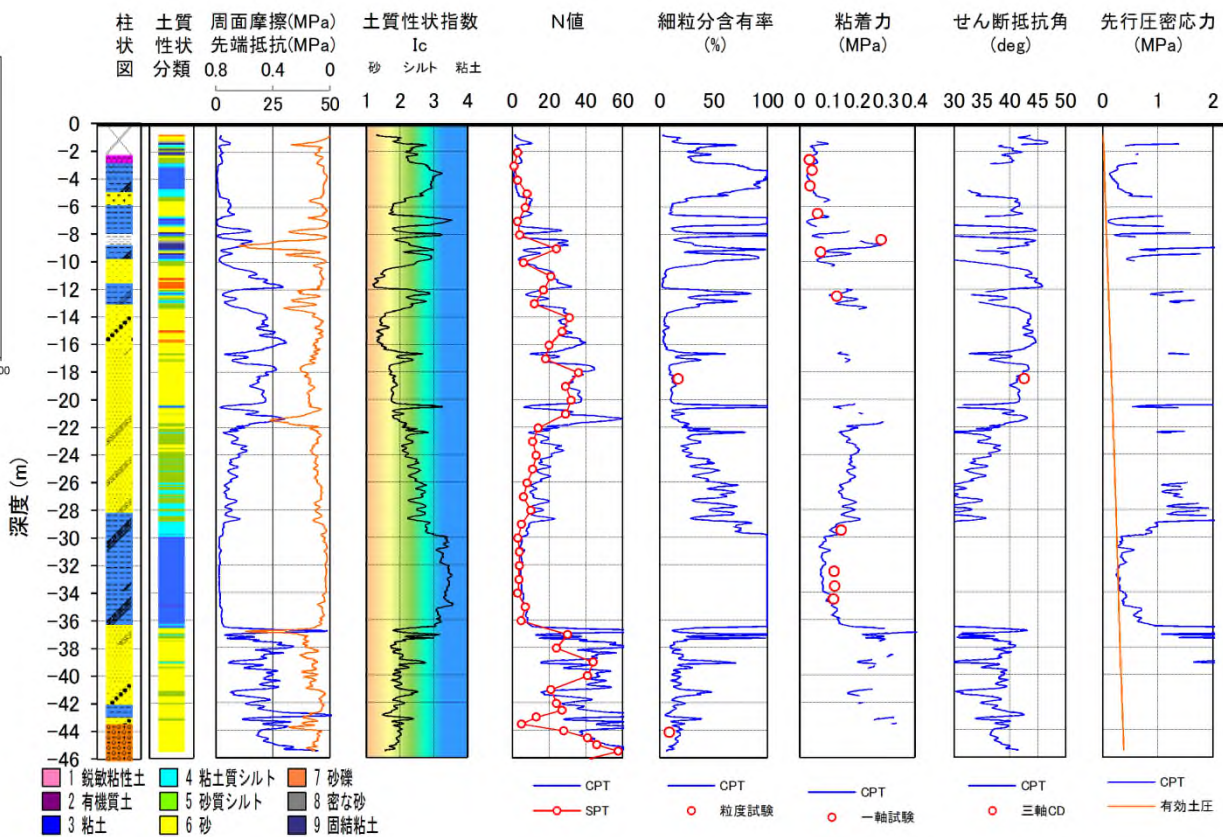 柱状図
土質性状分類
周面摩擦(MPa)
先端抵抗(MPa)
0.8 0.4 0
0 25 50
土質性状指数
Ic
砂 シルト 粘土
1 2 3 4
N値
0 20 40 60
細粒分含有率
(%)
0 50 100
粘着力
(MPa)
0 0.1 0.2 0.3 0.4
せん断抵抗角
(deg)
30 35 40 45 50
先行圧密応力
(MPa)
0 1 2
深度 (m)
0
−2
−4
−6
−8
−10
−12
−14
−16
−18
−20
−22
−24
−26
−28
−30
−32
−34
−36
−38
−40
−42
−44
−46
00
1 鋭敏粘性土
2 有機質土
3 粘土
4 粘土質シルト
5 砂質シルト
6 砂
7 砂礫
8 密な砂
9 固結粘土
CPT
SPT
CPT
粒度試験
CPT
一軸試験
CPT
三軸CD
CPT
有効土圧